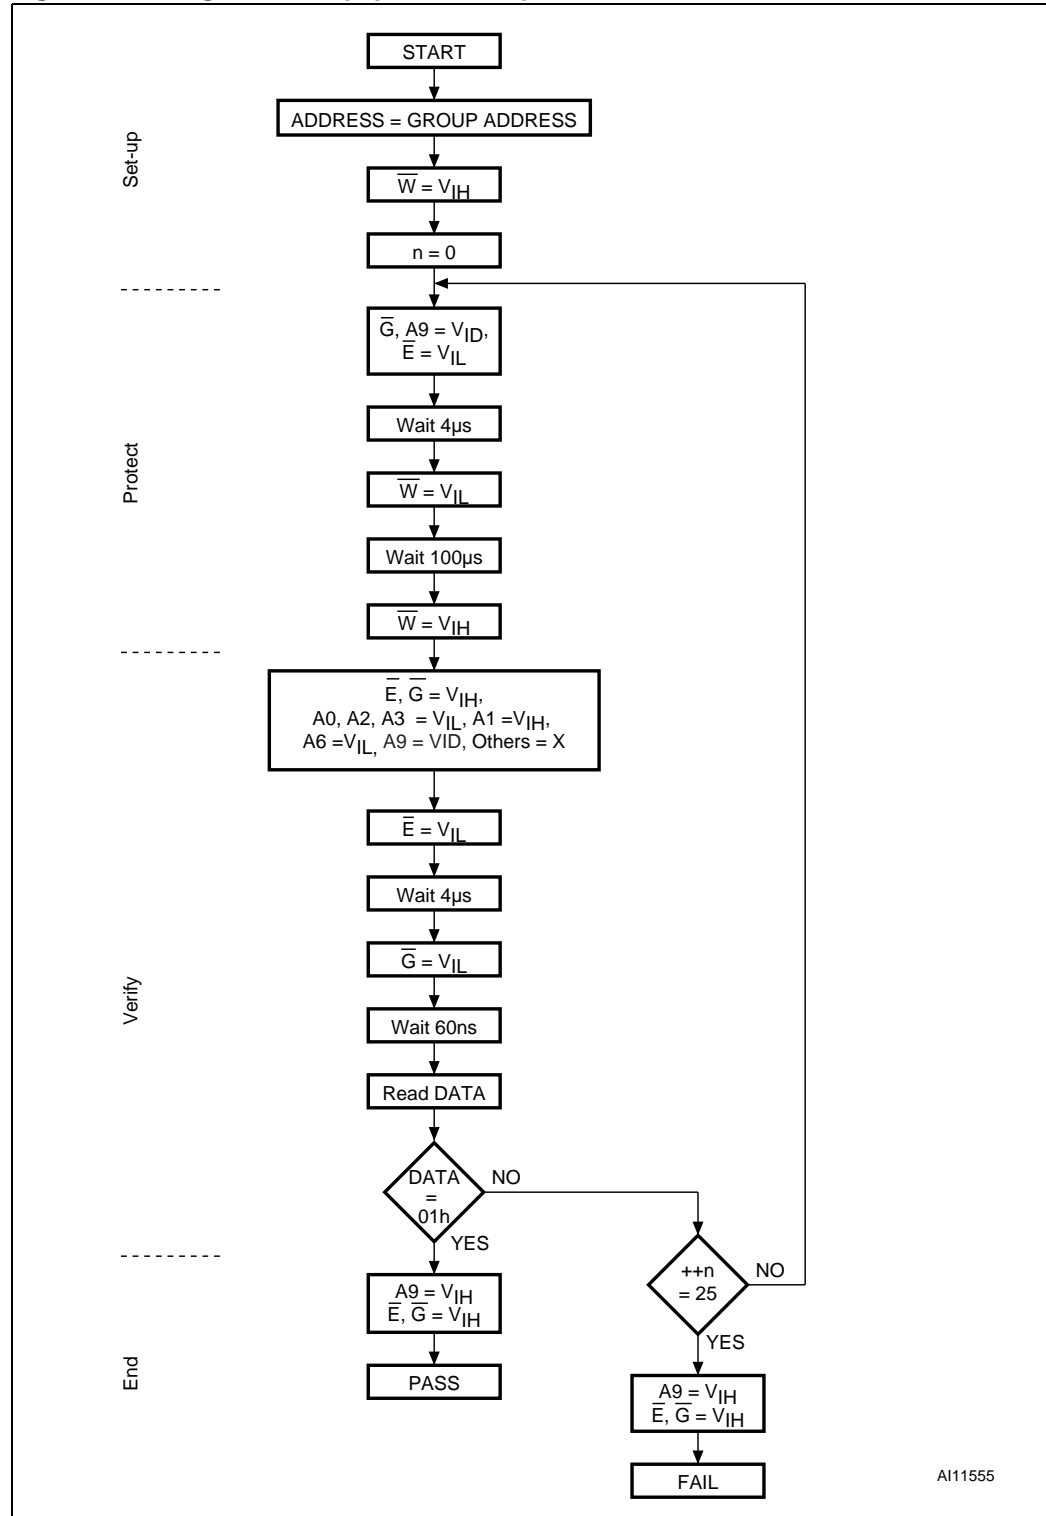 START
ADDRESS = GROUP ADDRESS
Set-up
W̅ = VIH
n = 0
G̅, A9 = VID,
E̅ = VIL
Wait 4µs
Protect
W̅ = VIL
Wait 100µs
W̅ = VIH
E̅, G̅ = VIH,
A0, A2, A3 = VIL, A1 =VIH,
A6 =VIL, A9 = VID, Others = X
E̅ = VIL
Wait 4µs
G̅ = VIL
Verify
Wait 60ns
Read DATA
DATA
=
01h
NO
YES
++n
= 25
NO
YES
A9 = VIH
E̅, G̅ = VIH
End
PASS
A9 = VIH
E̅, G̅ = VIH
FAIL
AI11555